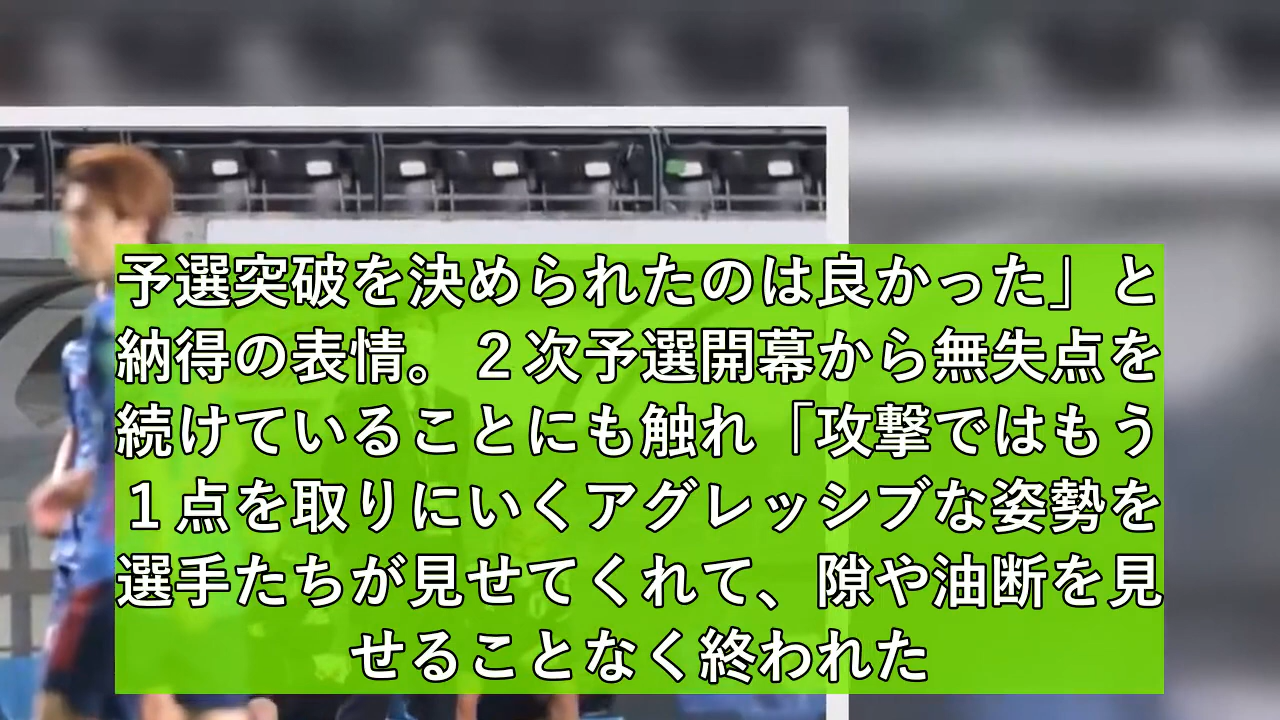 予選突破を決められたのは良かった」と
納得の表情。２次予選開幕から無失点を
続けていることにも触れ「攻撃ではもう
１点を取りにいくアグレッシブな姿勢を
選手たちが見せてくれて、隙や油断を見
せることなく終われた